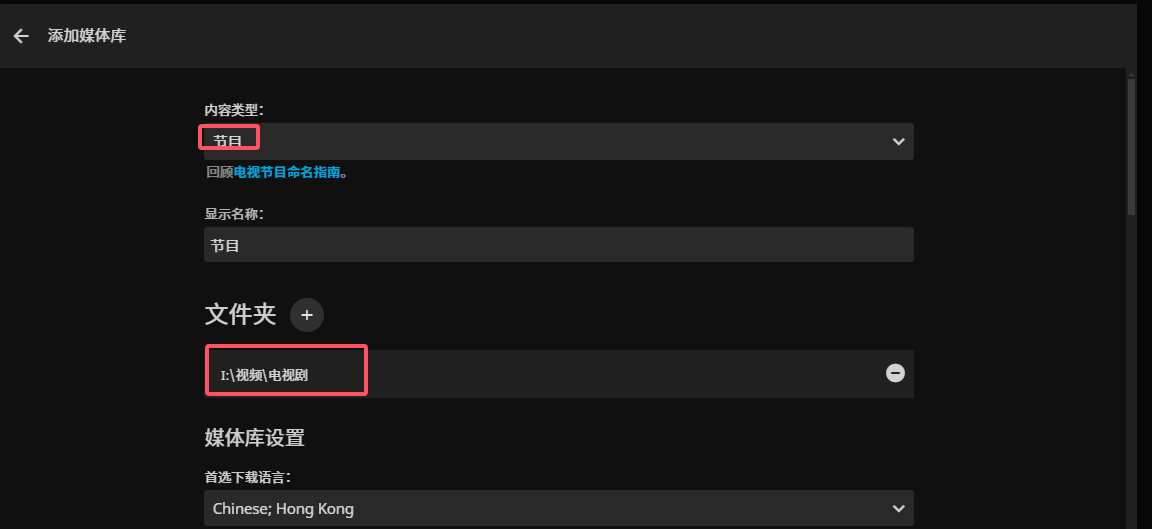 添加媒体库
内容类型：
节目
回顾电视节目命名指南。
显示名称：
节目
文件夹
I:\视频\电视剧
媒体库设置
首选下载语言：
Chinese; Hong Kong